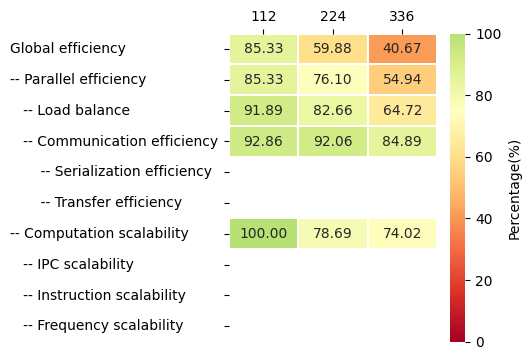 112 224 336
Global efficiency 85.33 59.88 40.67
-- Parallel efficiency 85.33 76.10 54.94
-- Load balance 91.89 82.66 64.72
-- Communication efficiency 92.86 92.06 84.89
-- Serialization efficiency
-- Transfer efficiency
-- Computation scalability 100.00 78.69 74.02
-- IPC scalability
-- Instruction scalability
-- Frequency scalability
100
80
60
40
20
0
Percentage(%)